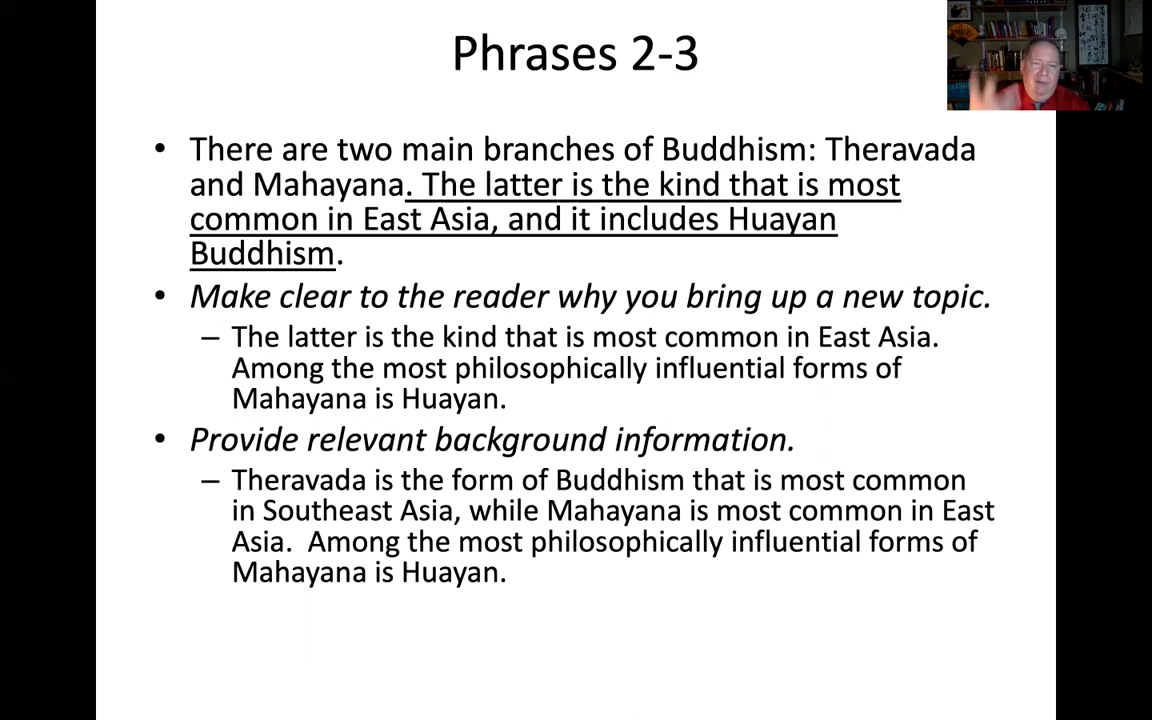 Phrases 2-3
• There are two main branches of Buddhism: Theravada
and Mahayana. The latter is the kind that is most
common in East Asia, and it includes Huayan
Buddhism.
• Make clear to the reader why you bring up a new topic.
– The latter is the kind that is most common in East Asia.
Among the most philosophically influential forms of
Mahayana is Huayan.
• Provide relevant background information.
– Theravada is the form of Buddhism that is most common
in Southeast Asia, while Mahayana is most common in East
Asia.  Among the most philosophically influential forms of
Mahayana is Huayan.